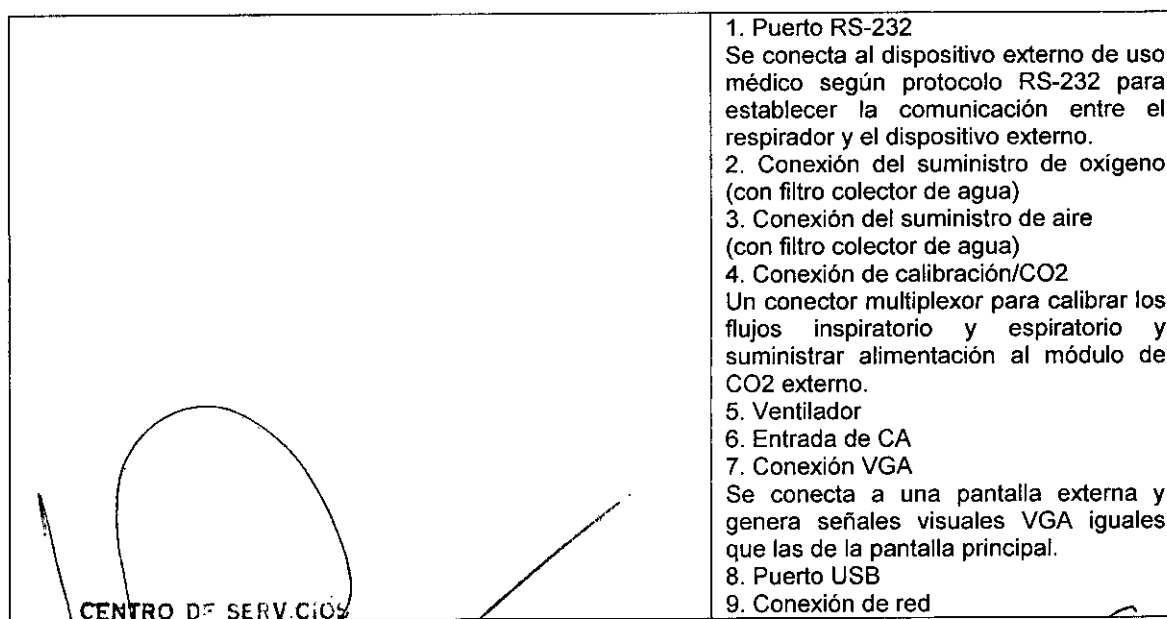 1. Puerto RS-232
Se conecta al dispositivo externo de uso
médico según protocolo RS-232 para
establecer la comunicación entre el
respirador y el dispositivo externo.
2. Conexión del suministro de oxígeno
(con filtro colector de agua)
3. Conexión del suministro de aire
(con filtro colector de agua)
4. Conexión de calibración/CO2
Un conector multiplexor para calibrar los
flujos inspiratorio y espiratorio y
suministrar alimentación al módulo de
CO2 externo.
5. Ventilador
6. Entrada de CA
7. Conexión VGA
Se conecta a una pantalla externa y
genera señales visuales VGA iguales
que las de la pantalla principal.
8. Puerto USB
9. Conexión de red
CENTRO DE SERVICIOS